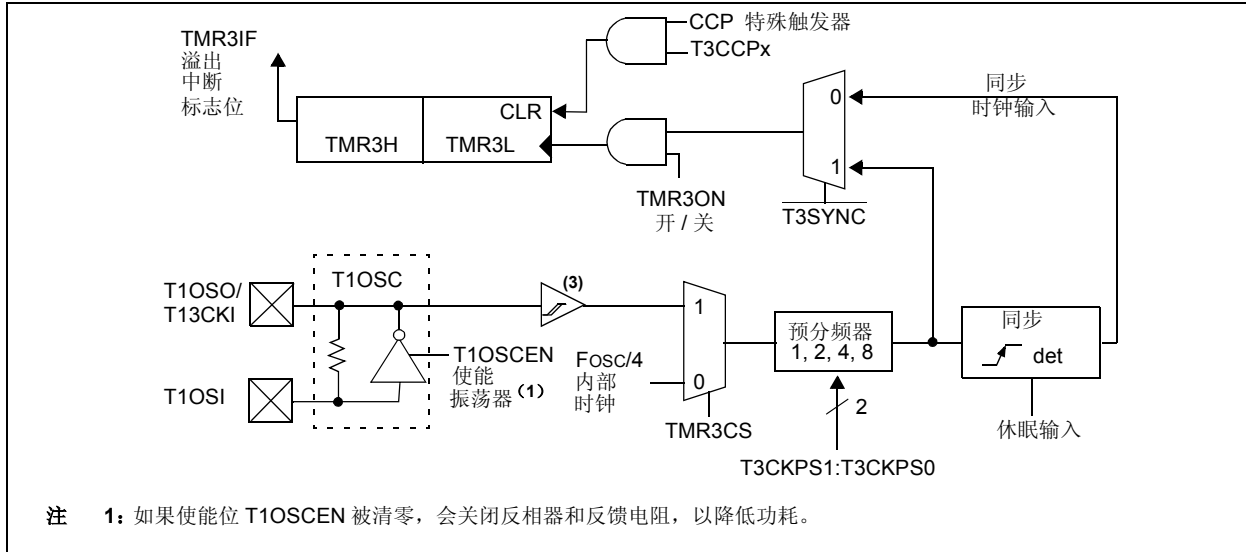 CCP 特殊触发器
T3CCPx
TMR3IF
溢出
中断
标志位
CLR
TMR3H
TMR3L
TMR3ON
开 / 关
0
1
T3SYNC
同步
时钟输入
T1OSO/
T13CKI
T1OSI
T1OSC
T1OSCEN
使能
振荡器(1)
(3)
FOSC/4
内部
时钟
1
0
TMR3CS
预分频器
1, 2, 4, 8
2
T3CKPS1:T3CKPS0
同步
det
休眠输入
注 1: 如果使能位 T1OSCEN 被清零，会关闭反相器和反馈电阻，以降低功耗。